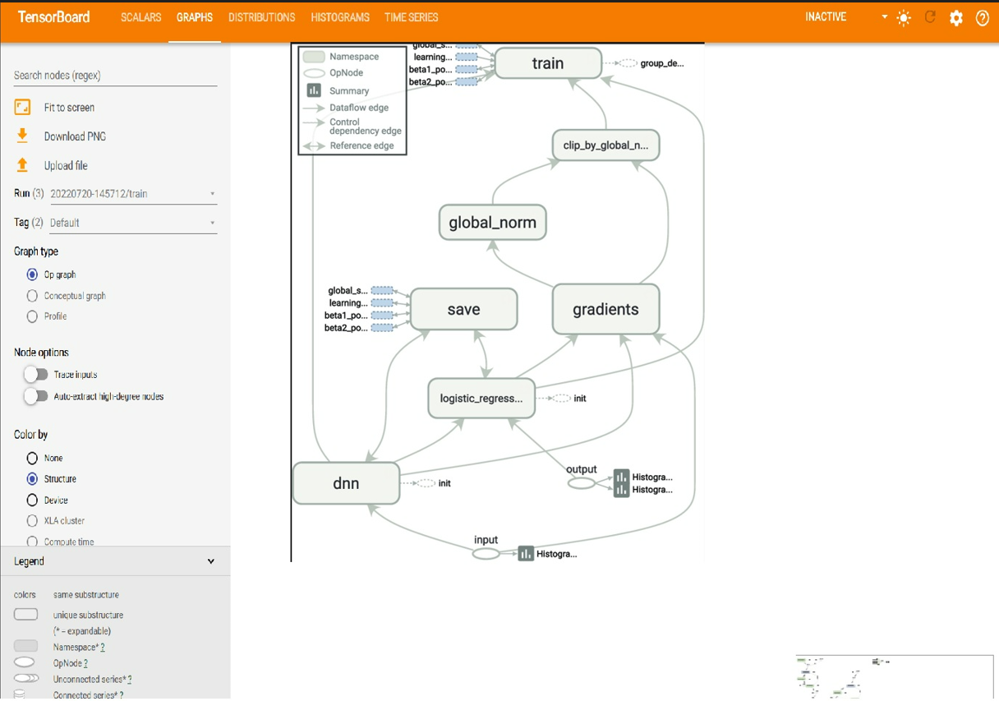 TensorBoard SCALARS GRAPHS DISTRIBUTIONS HISTOGRAMS TIME SERIES INACTIVE
Search nodes (regex)
Fit to screen
Download PNG
Upload file
Run (3) 20220720-145712/train
Tag (2) Default
Graph type
Op graph
Conceptual graph
Profile
Node options
Trace inputs
Auto-extract high-degree nodes
Color by
None
Structure
Device
XLA cluster
Compute time
Legend
colors same substructure
unique substructure
(* = expandable)
Namespace* ?
OpNode ?
Unconnected series* ?
Connected series* ?
Namespace
OpNode
Summary
Dataflow edge
Control
dependency edge
Reference edge
global_s...
learning...
beta1_po...
beta2_po...
train
group_de...
clip_by_global_n...
global_norm
global_s...
learning...
beta1_po...
beta2_po...
save
gradients
logistic_regress...
init
dnn
init
output
Histogra...
Histogra...
input
Histogra...